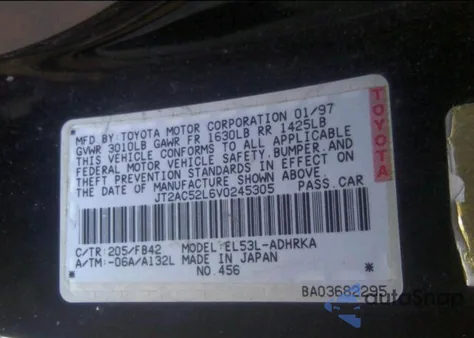 MFD BY:TOYOTA MOTOR CORPORATION 01/97
GVWR 3010LB GAWR FR 1630LB RR 1425LB
THIS VEHICLE CONFORMS TO ALL APPLICABLE
FEDERAL MOTOR VEHICLE SAFETY,BUMPER,AND
THEFT PREVENTION STANDARDS IN EFFECT ON
THE DATE OF MANUFACTURE SHOWN ABOVE.
JT2AC52L6V0245305 PASS.CAR
TOYOTA
C/TR:205/FB42 MODEL:EL53L-ADHRKA
A/TM:-06A/A132L MADE IN JAPAN
NO.456 *
BA03682295
autoSnap